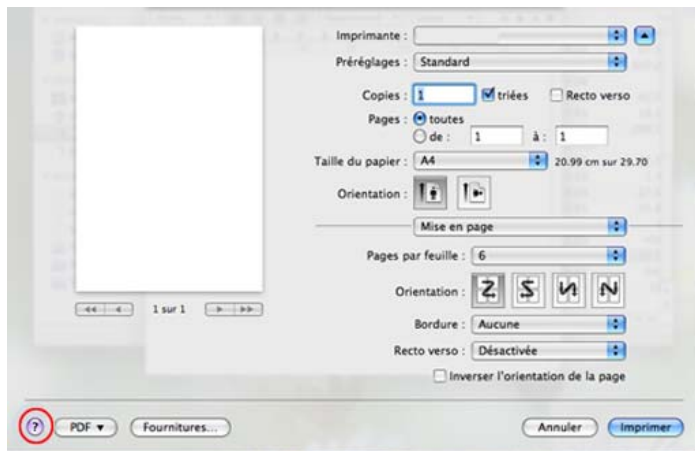 Imprimante :
Préréglages : Standard
Copies : 1 triées Recto verso
Pages : toutes
de : 1 à : 1
Taille du papier : A4 20.99 cm sur 29.70
Orientation :
Mise en page
Pages par feuille : 6
Orientation :
Bordure : Aucune
Recto verso : Désactivée
Inverser l'orientation de la page
1 sur 1
? PDF ▼ Fournitures... Annuler Imprimer